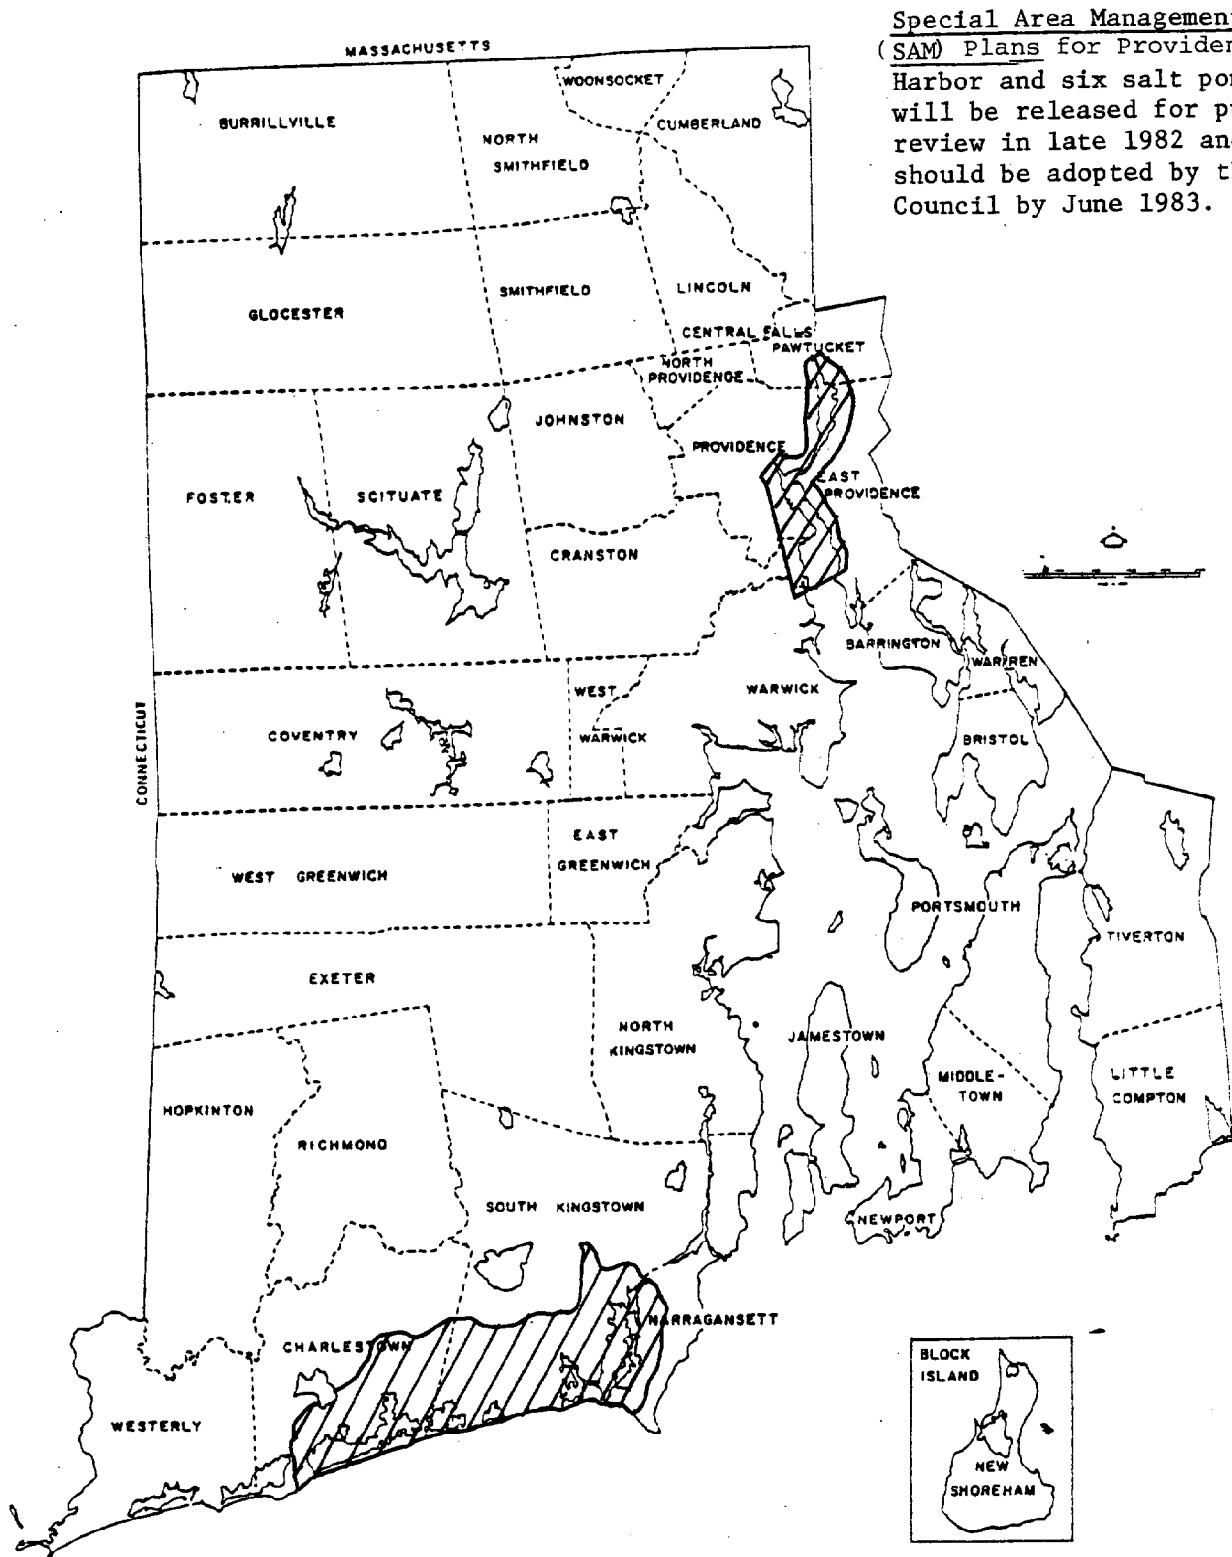 Special Area Management
(SAM) Plans for Providen
Harbor and six salt pon
will be released for p
review in late 1982 an
should be adopted by t
Council by June 1983.
MASSACHUSETTS
WOONSOCKET
BURRILLVILLE
NORTH
SMITHFIELD
CUMBERLAND
GLOCESTER
SMITHFIELD
LINCOLN
CENTRAL FALLS
PAWTUCKET
NORTH
PROVIDENCE
JOHNSTON
PROVIDENCE
EAST
PROVIDENCE
FOSTER
SCITUATE
CRANSTON
BARRINGTON
WARREN
WEST
WARWICK
WARWICK
CONNECTICUT
COVENTRY
BRISTOL
EAST
GREENWICH
WEST GREENWICH
PORTSMOUTH
TIVERTON
EXETER
NORTH
KINGSTOWN
JAMESTOWN
MIDDLE-
TOWN
LITTLE
COMPTON
HOPKINTON
RICHMOND
SOUTH KINGSTOWN
NEWPORT
NARRAGANSETT
CHARLESTOWN
WESTERLY
BLOCK
ISLAND
NEW
SHOREHAM